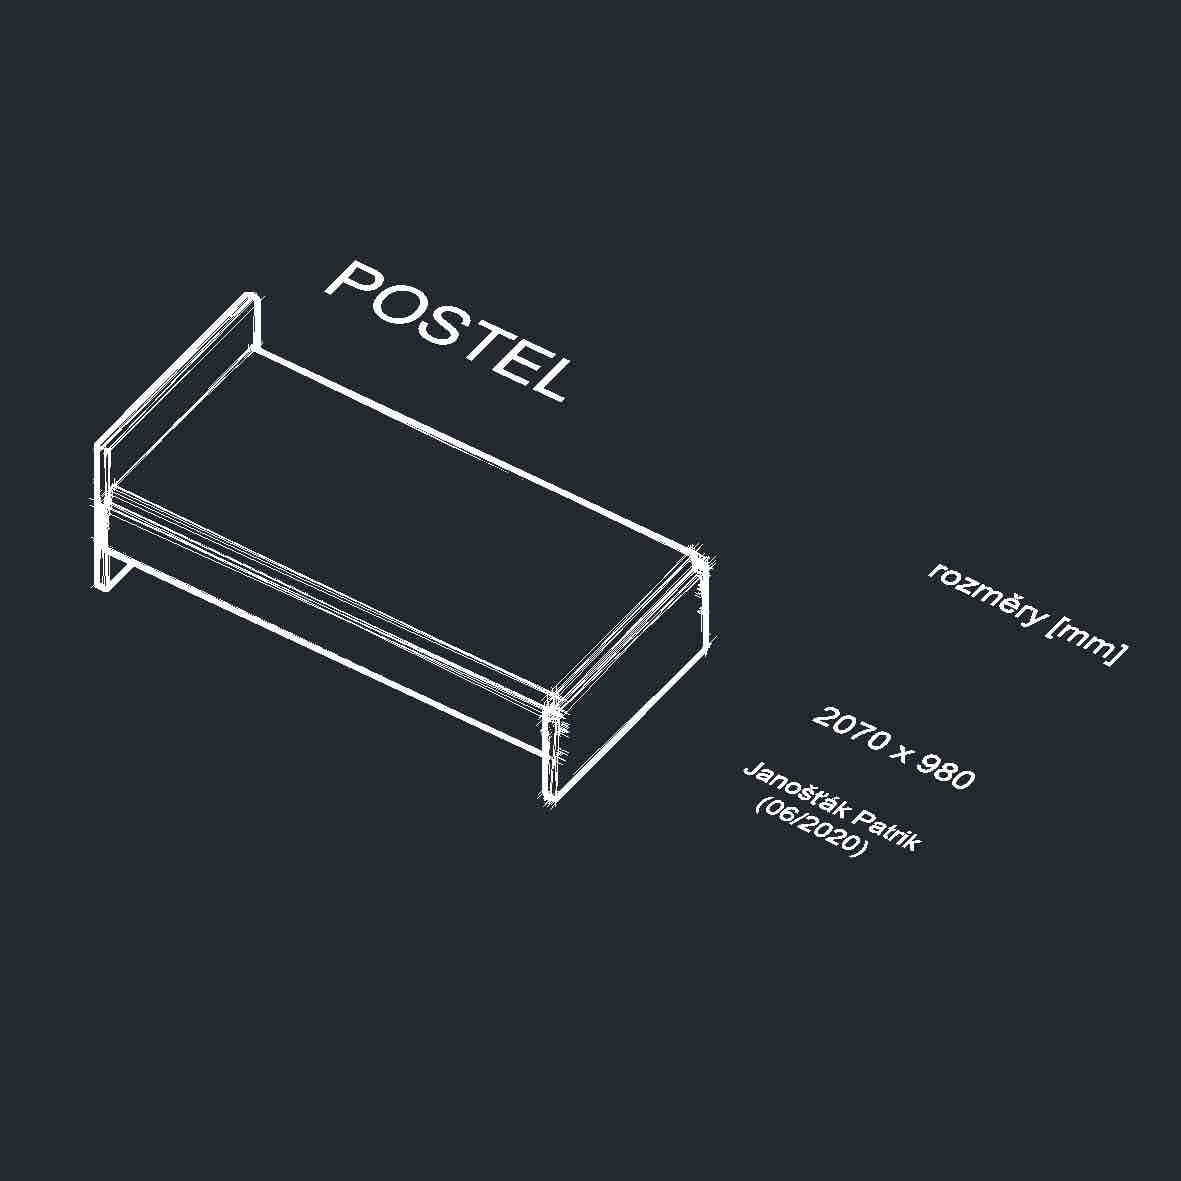 POSTEL
rozměry [mm]
2070 x 980
Janošťák Patrik
(06/2020)